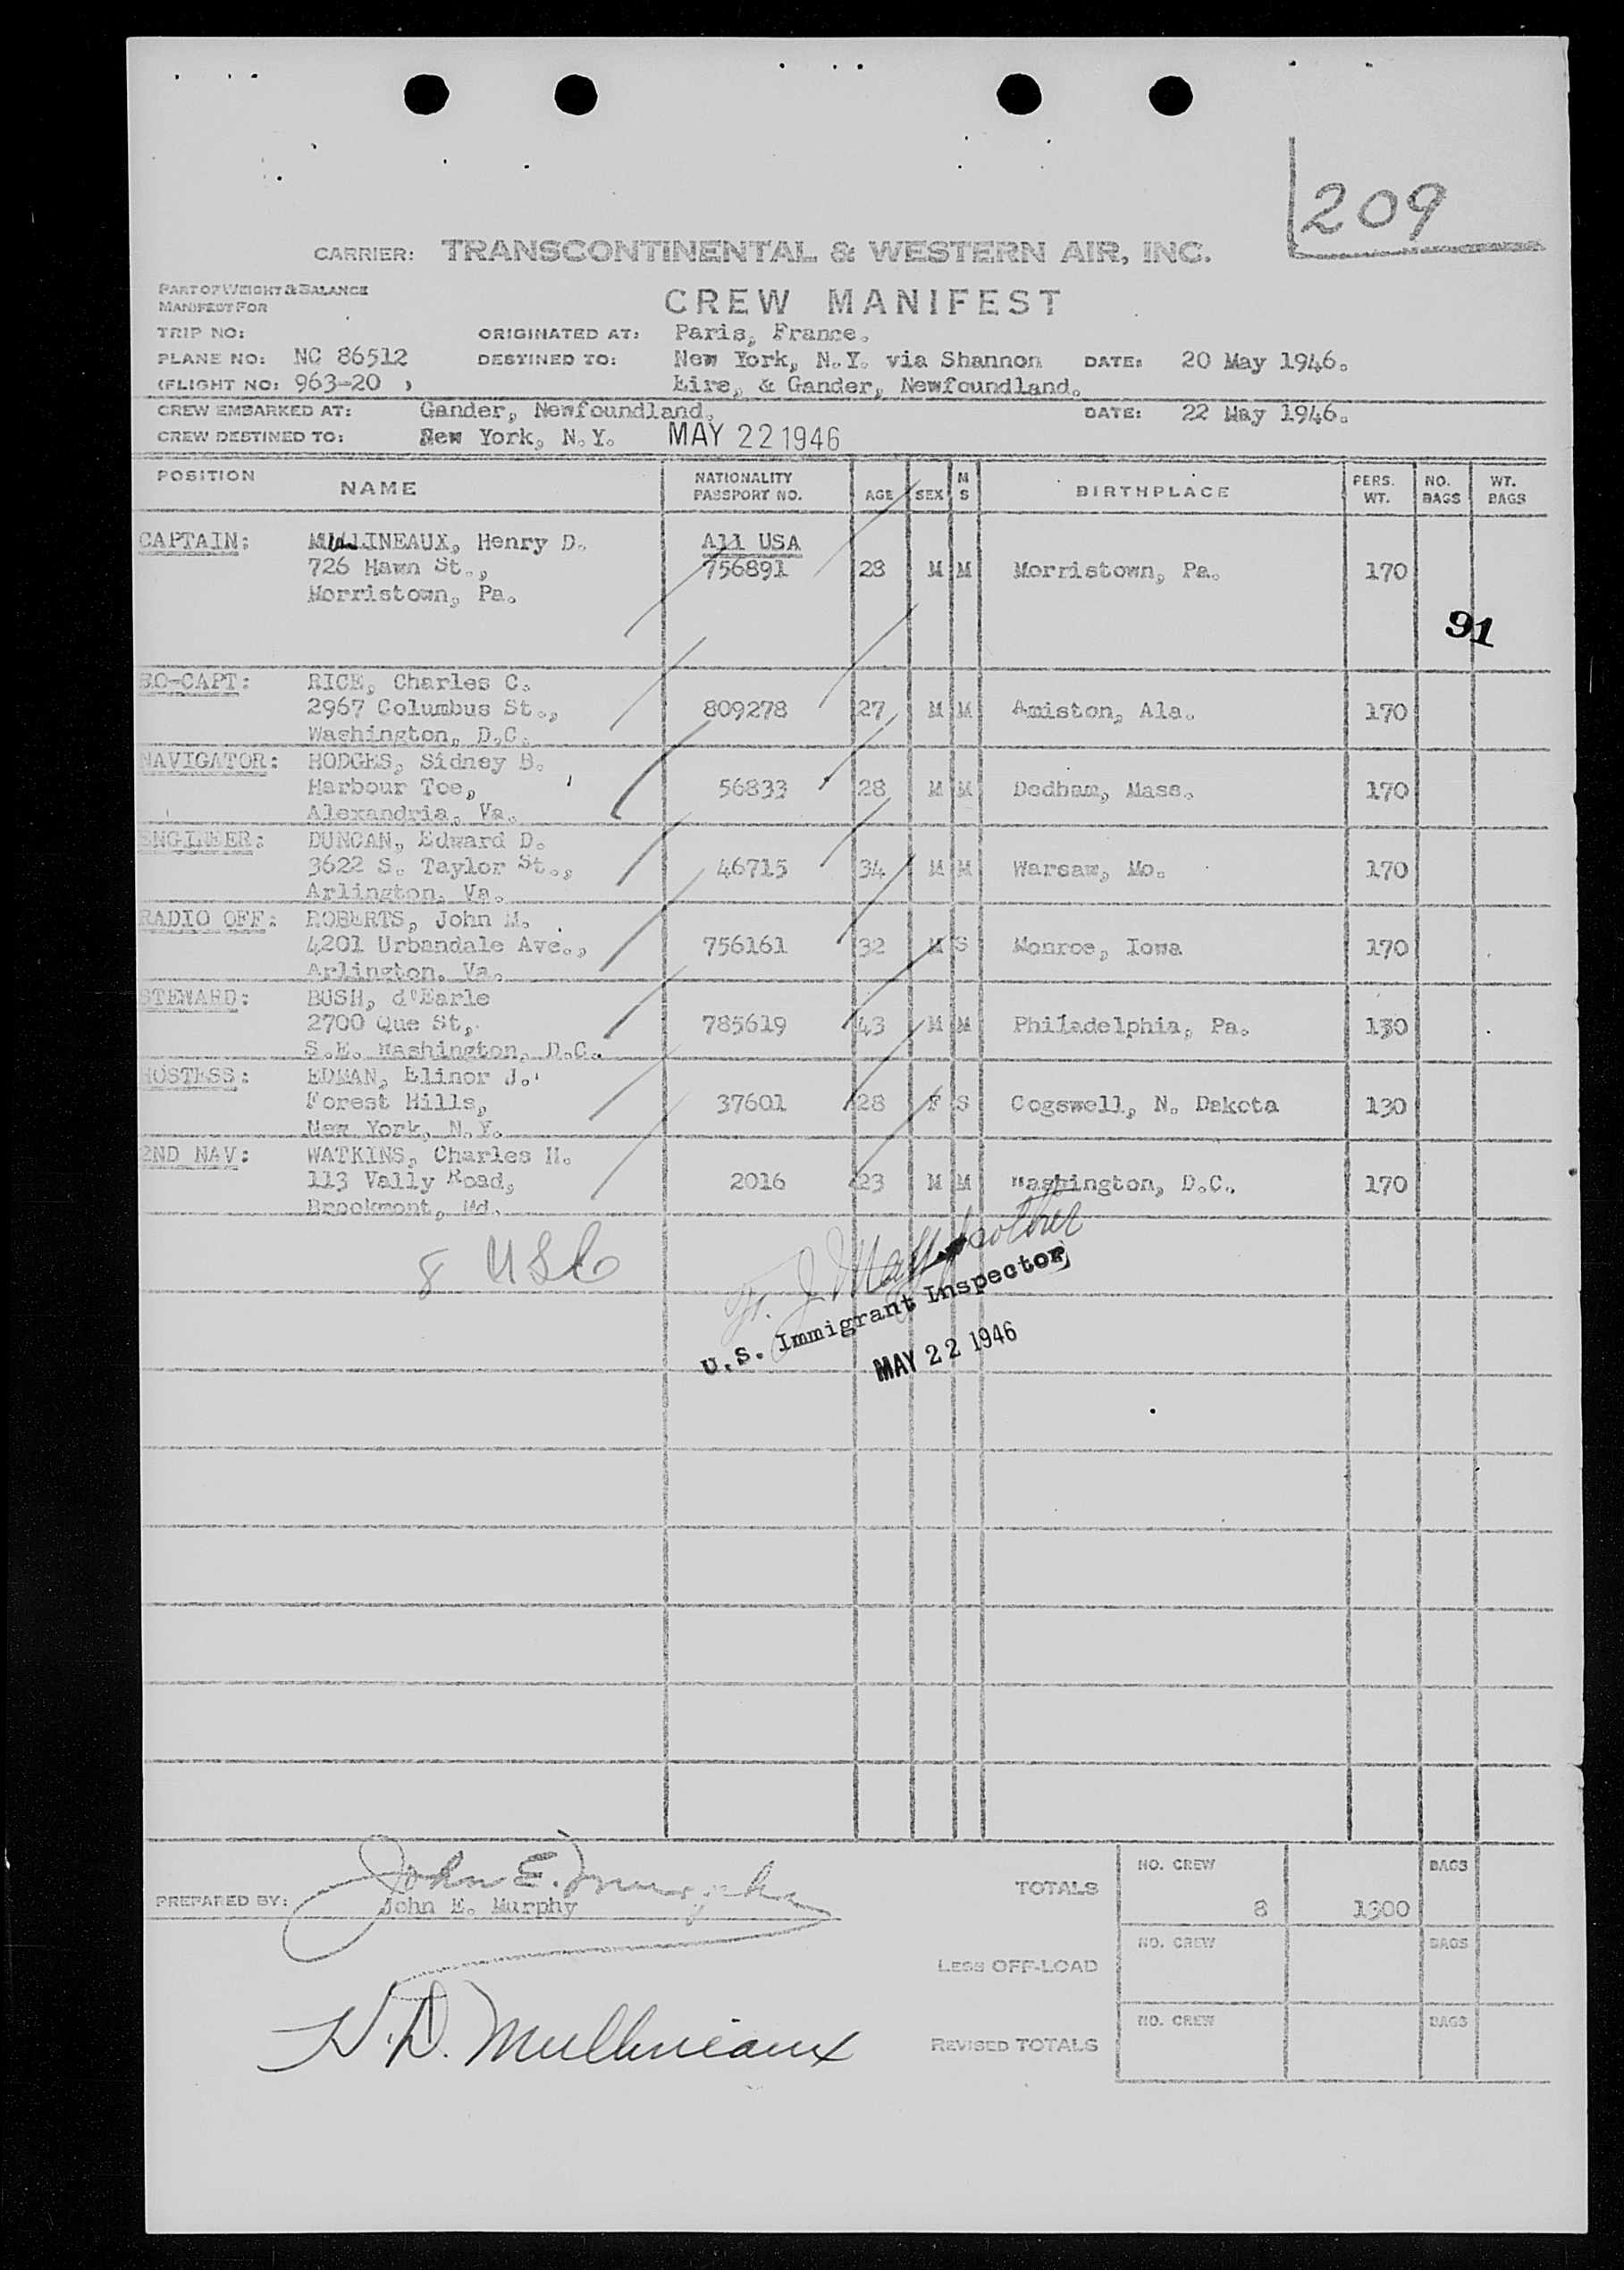 209
CARRIER: TRANSCONTINENTAL & WESTERN AIR, INC.
PART OF WEIGHT & BALANCE
MANIFEST FOR
CREW MANIFEST
TRIP NO: ORIGINATED AT: Paris, France.
PLANE NO: NC 86512 DESTINED TO: New York, N.Y. via Shannon DATE: 20 May 1946.
(FLIGHT NO: 963-20 ) Eire, & Gander, Newfoundland.
CREW EMBARKED AT: Gander, Newfoundland, DATE: 22 May 1946.
CREW DESTINED TO: New York, N.Y. MAY 22 1946
POSITION NAME NATIONALITY PASSPORT NO. AGE SEX M S BIRTHPLACE PERS. WT. NO. BAGS WT. BAGS
CAPTAIN: MULLINEAUX, Henry D. All USA
726 Hawn St., 756891 28 M M Morristown, Pa. 170
Morristown, Pa.
91
CO-CAPT: RICE, Charles C.
2967 Columbus St., 809278 27 M M Amiston, Ala. 170
Washington, D.C.
NAVIGATOR: HODGES, Sidney B.
Harbour Toe, 56833 28 M M Dedham, Mass. 170
Alexandria, Va.
ENGINEER: DUNCAN, Edward D.
3622 S. Taylor St., 46715 34 M M Warsaw, Mo. 170
Arlington, Va.
RADIO OFF: ROBERTS, John M.
4201 Urbandale Ave., 756161 32 M S Monroe, Iowa 170
Arlington, Va.
STEWARD: BUSH, d'Earle
2700 Que St, 785619 43 M M Philadelphia, Pa. 130
S.E. Washington, D.C.
HOSTESS: EDMAN, Elinor J.
Forest Hills, 37601 28 F S Cogswell, N. Dakota 130
New York, N.Y.
2ND NAV: WATKINS, Charles H.
113 Vally Road, 2016 23 M M Washington, D.C. 170
Brookmont, Md.
8 USC
U.S. Immigrant Inspector
MAY 22 1946
John E. Murphy
PREPARED BY: John E. Murphy
TOTALS NO. CREW 8 1300 BAGS
LESS OFF-LOAD NO. CREW BAGS
REVISED TOTALS NO. CREW BAGS
H. D. Mullineaux